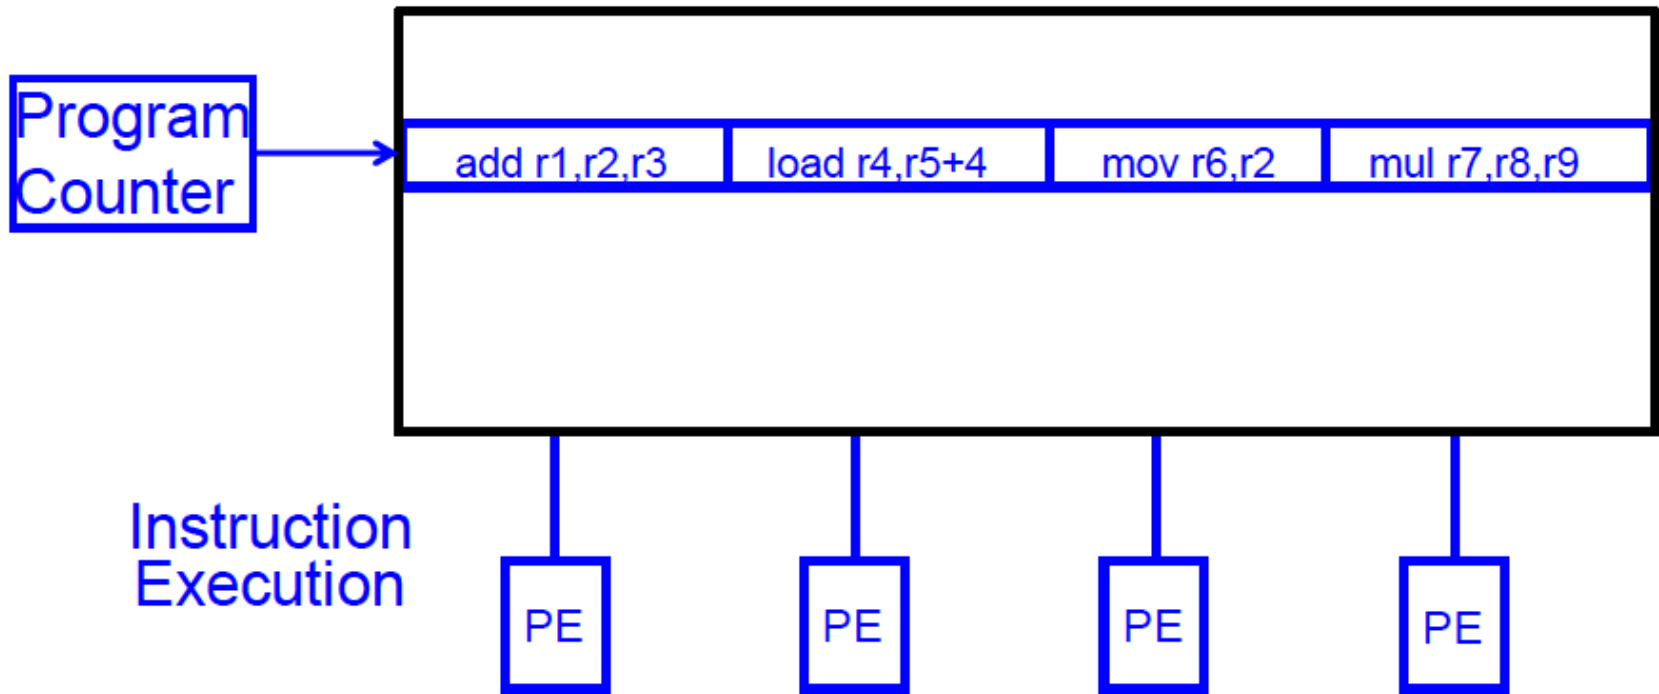 Program
Counter
add r1,r2,r3
load r4,r5+4
mov r6,r2
mul r7,r8,r9
Instruction
Execution
PE
PE
PE
PE